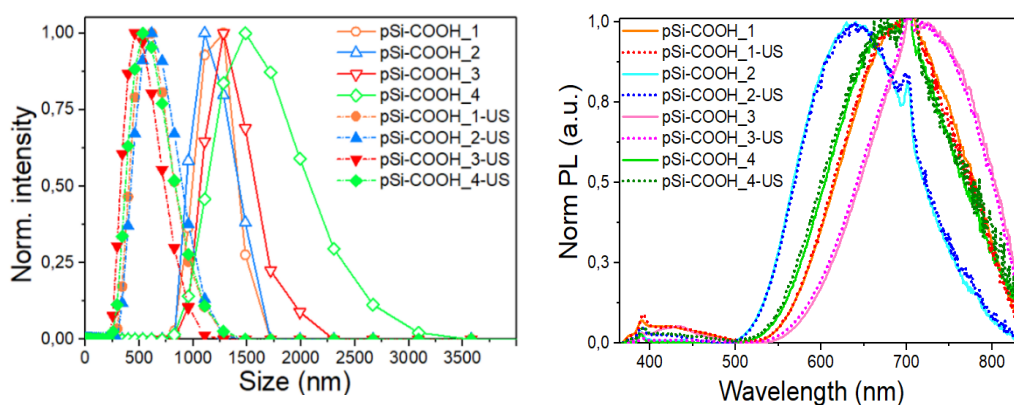 1.00
0.75
0.50
0.25
0.00
Norm. intensity
0 500 1000 1500 2000 2500 3000 3500
Size (nm)
pSi-COOH_1
pSi-COOH_2
pSi-COOH_3
pSi-COOH_4
pSi-COOH_1-US
pSi-COOH_2-US
pSi-COOH_3-US
pSi-COOH_4-US
1,0
0,8
0,5
0,3
0,0
Norm PL (a.u.)
400 500 600 700 800
Wavelength (nm)
pSi-COOH_1
pSi-COOH_1-US
pSi-COOH_2
pSi-COOH_2-US
pSi-COOH_3
pSi-COOH_3-US
pSi-COOH_4
pSi-COOH_4-US